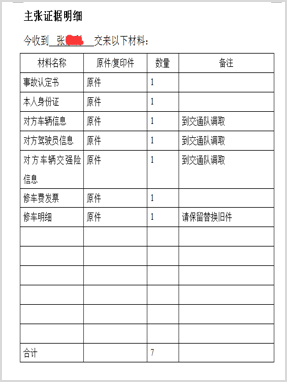 主张证据明细
今收到 张 交来以下材料：
材料名称 原件/复印件 数量 备注
事故认定书 原件 1
本人身份证 原件 1
对方车辆信息 原件 1 到交通队调取
对方驾驶员信息 原件 1 到交通队调取
对方车辆交强险 原件 1 到交通队调取
信息
修车费发票 原件 1
修车明细 原件 1 请保留替换旧件
合计 7